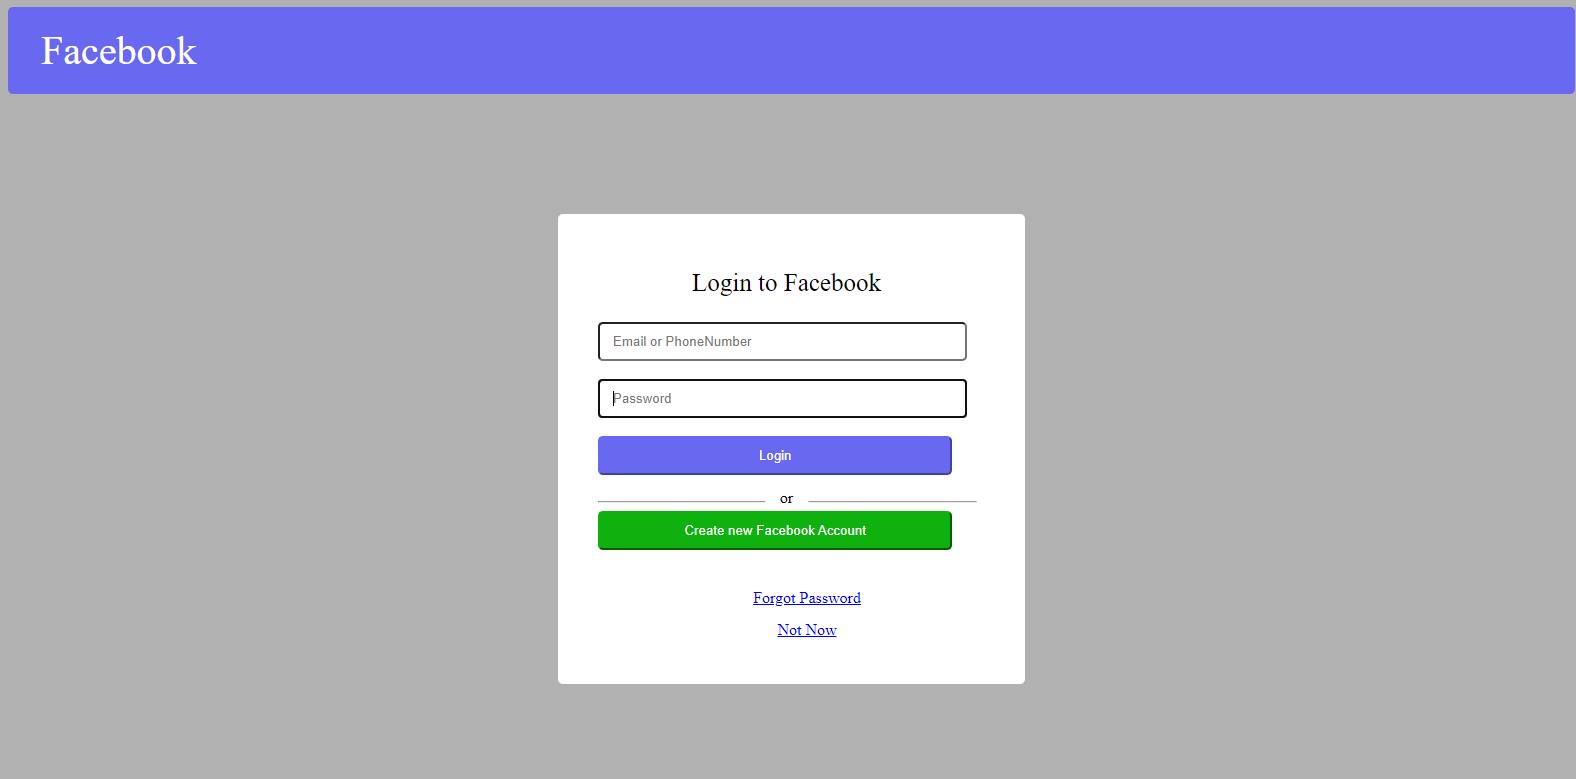 Facebook
Login to Facebook
Email or PhoneNumber
Password
Login
or
Create new Facebook Account
Forgot Password
Not Now